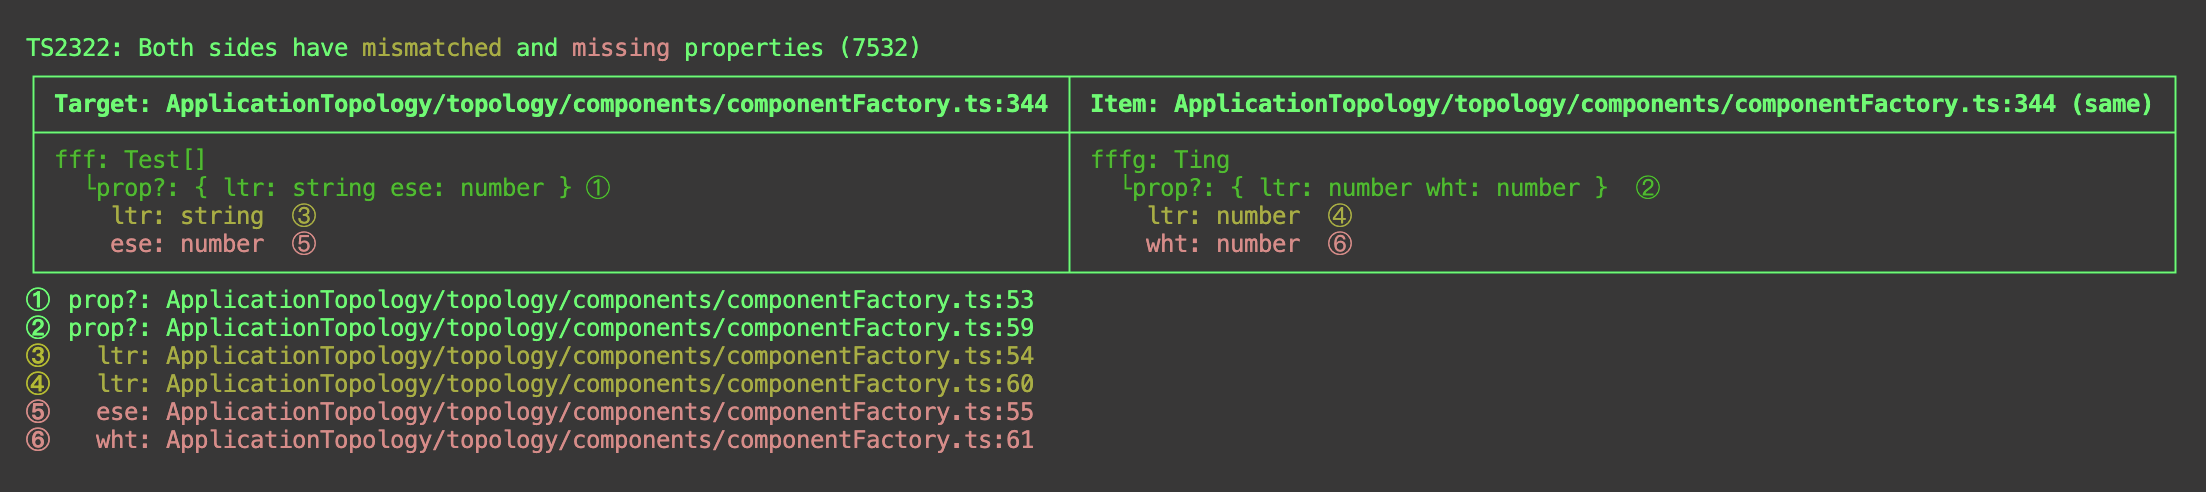 TS2322: Both sides have mismatched and missing properties (7532)
Target: ApplicationTopology/topology/components/componentFactory.ts:344
Item: ApplicationTopology/topology/components/componentFactory.ts:344 (same)
fff: Test[]
└prop?: { ltr: string ese: number } ①
ltr: string  ③
ese: number  ⑤
fffg: Ting
└prop?: { ltr: number wht: number }  ②
ltr: number  ④
wht: number  ⑥
① prop?: ApplicationTopology/topology/components/componentFactory.ts:53
② prop?: ApplicationTopology/topology/components/componentFactory.ts:59
③   ltr: ApplicationTopology/topology/components/componentFactory.ts:54
④   ltr: ApplicationTopology/topology/components/componentFactory.ts:60
⑤   ese: ApplicationTopology/topology/components/componentFactory.ts:55
⑥   wht: ApplicationTopology/topology/components/componentFactory.ts:61